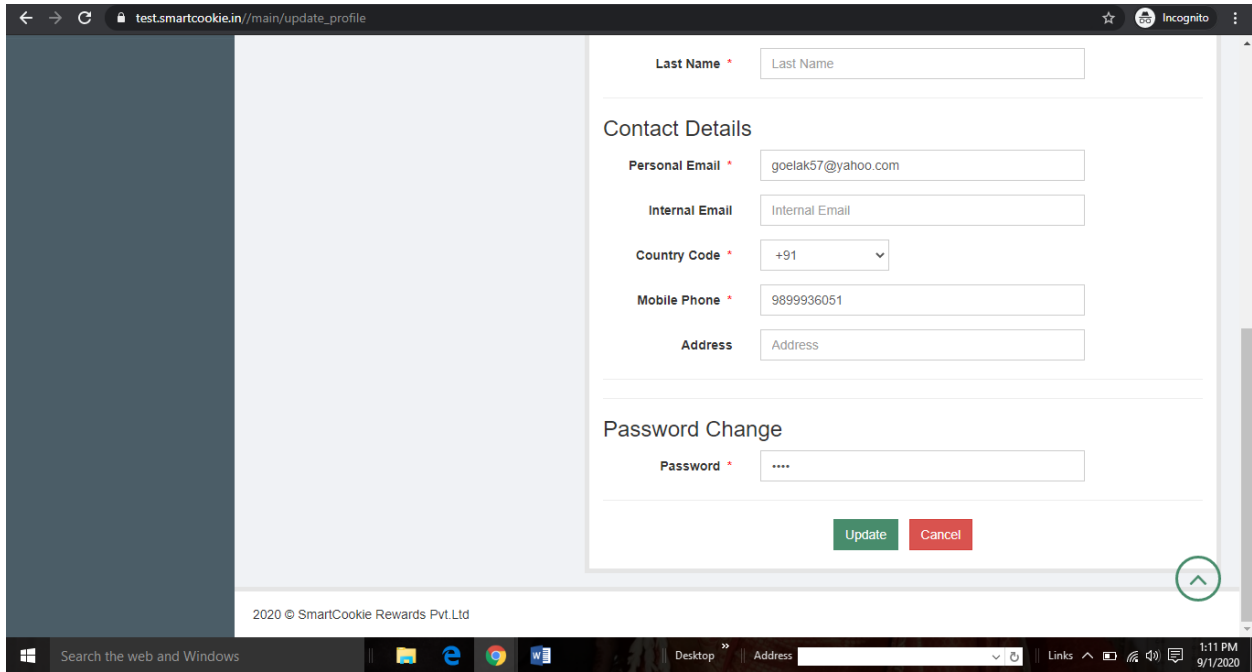 test.smartcookie.in//main/update_profile
Incognito
Last Name *
Last Name
Contact Details
Personal Email *
goelak57@yahoo.com
Internal Email
Internal Email
Country Code *
+91
Mobile Phone *
9899936051
Address
Address
Password Change
Password *
••••
Update
Cancel
2020 © SmartCookie Rewards Pvt.Ltd
Search the web and Windows
Desktop
Address
Links
1:11 PM
9/1/2020